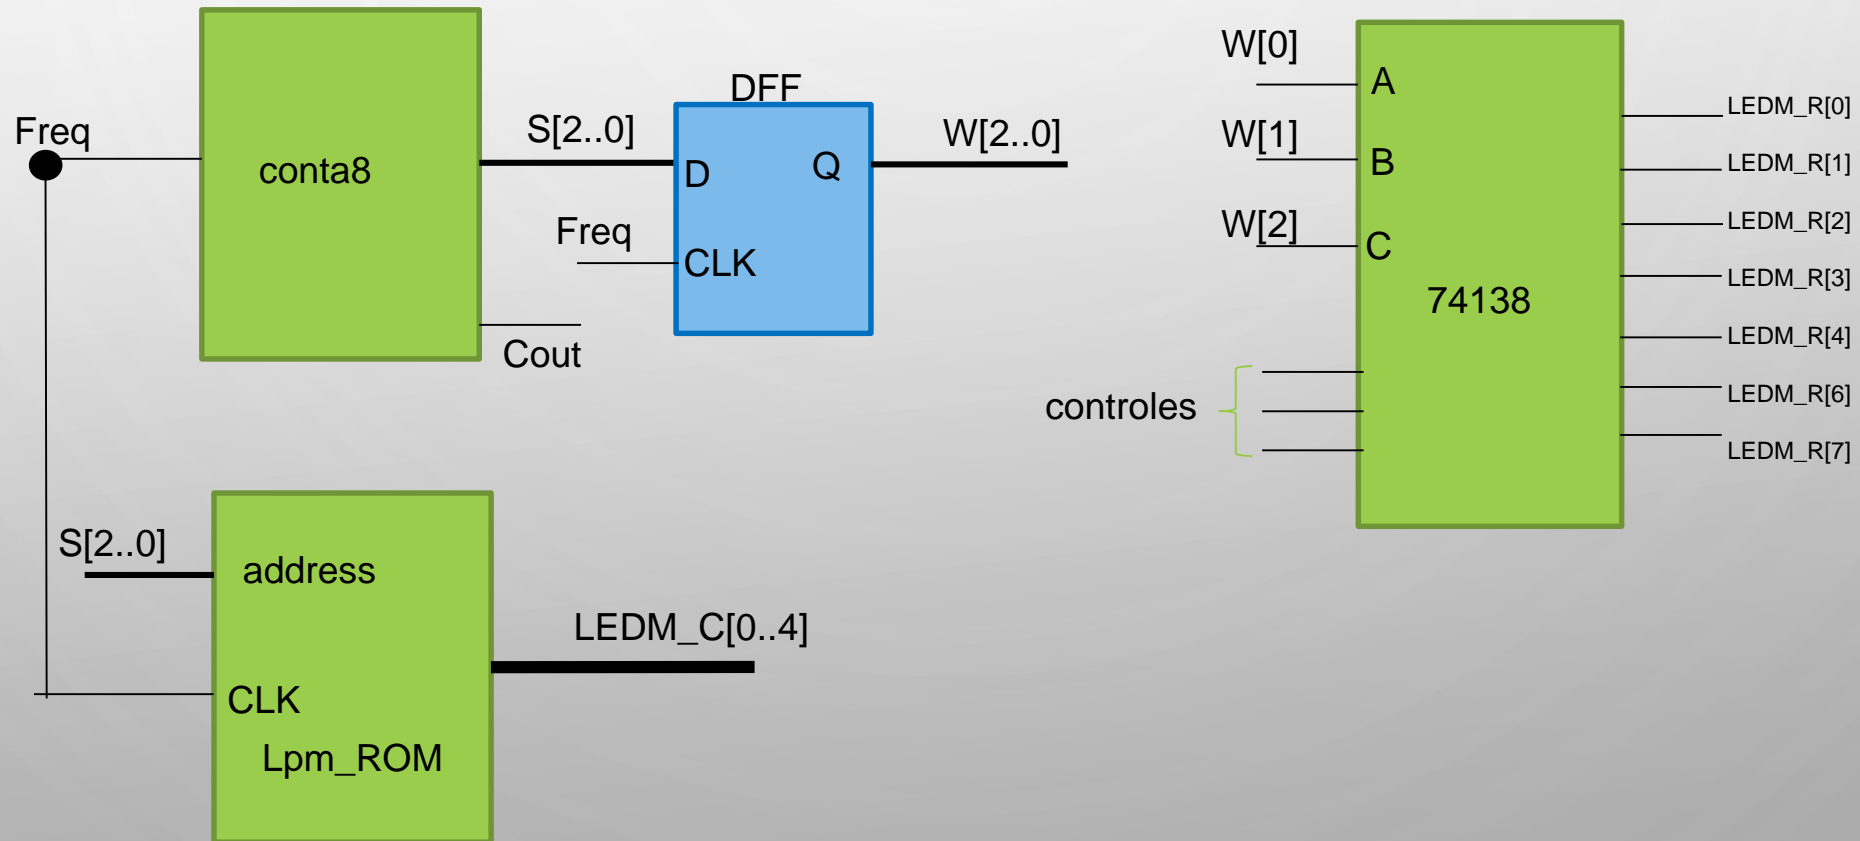 Freq
conta8
S[2..0]
Cout
DFF
D
Q
Freq
CLK
W[2..0]
S[2..0]
address
CLK
Lpm_ROM
LEDM_C[0..4]
W[0]
W[1]
W[2]
A
B
C
74138
controles
LEDM_R[0]
LEDM_R[1]
LEDM_R[2]
LEDM_R[3]
LEDM_R[4]
LEDM_R[6]
LEDM_R[7]